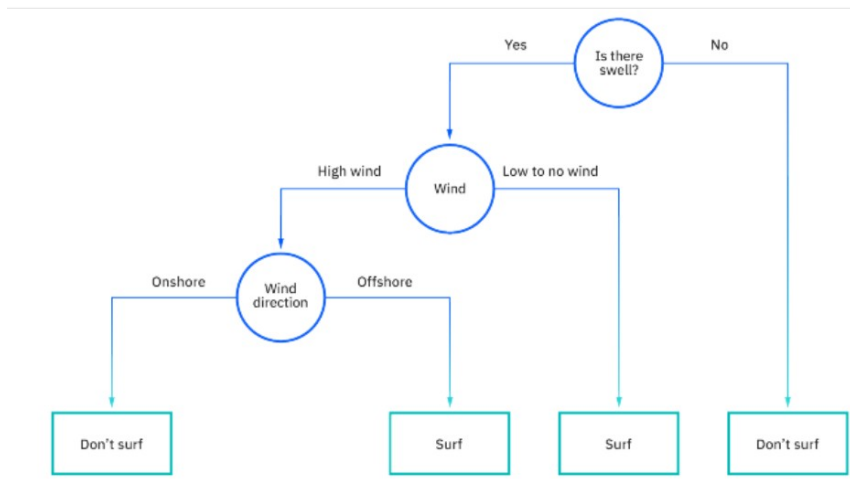 Yes
No
Is there
swell?
High wind
Wind
Low to no wind
Onshore
Wind
direction
Offshore
Don't surf
Surf
Surf
Don't surf